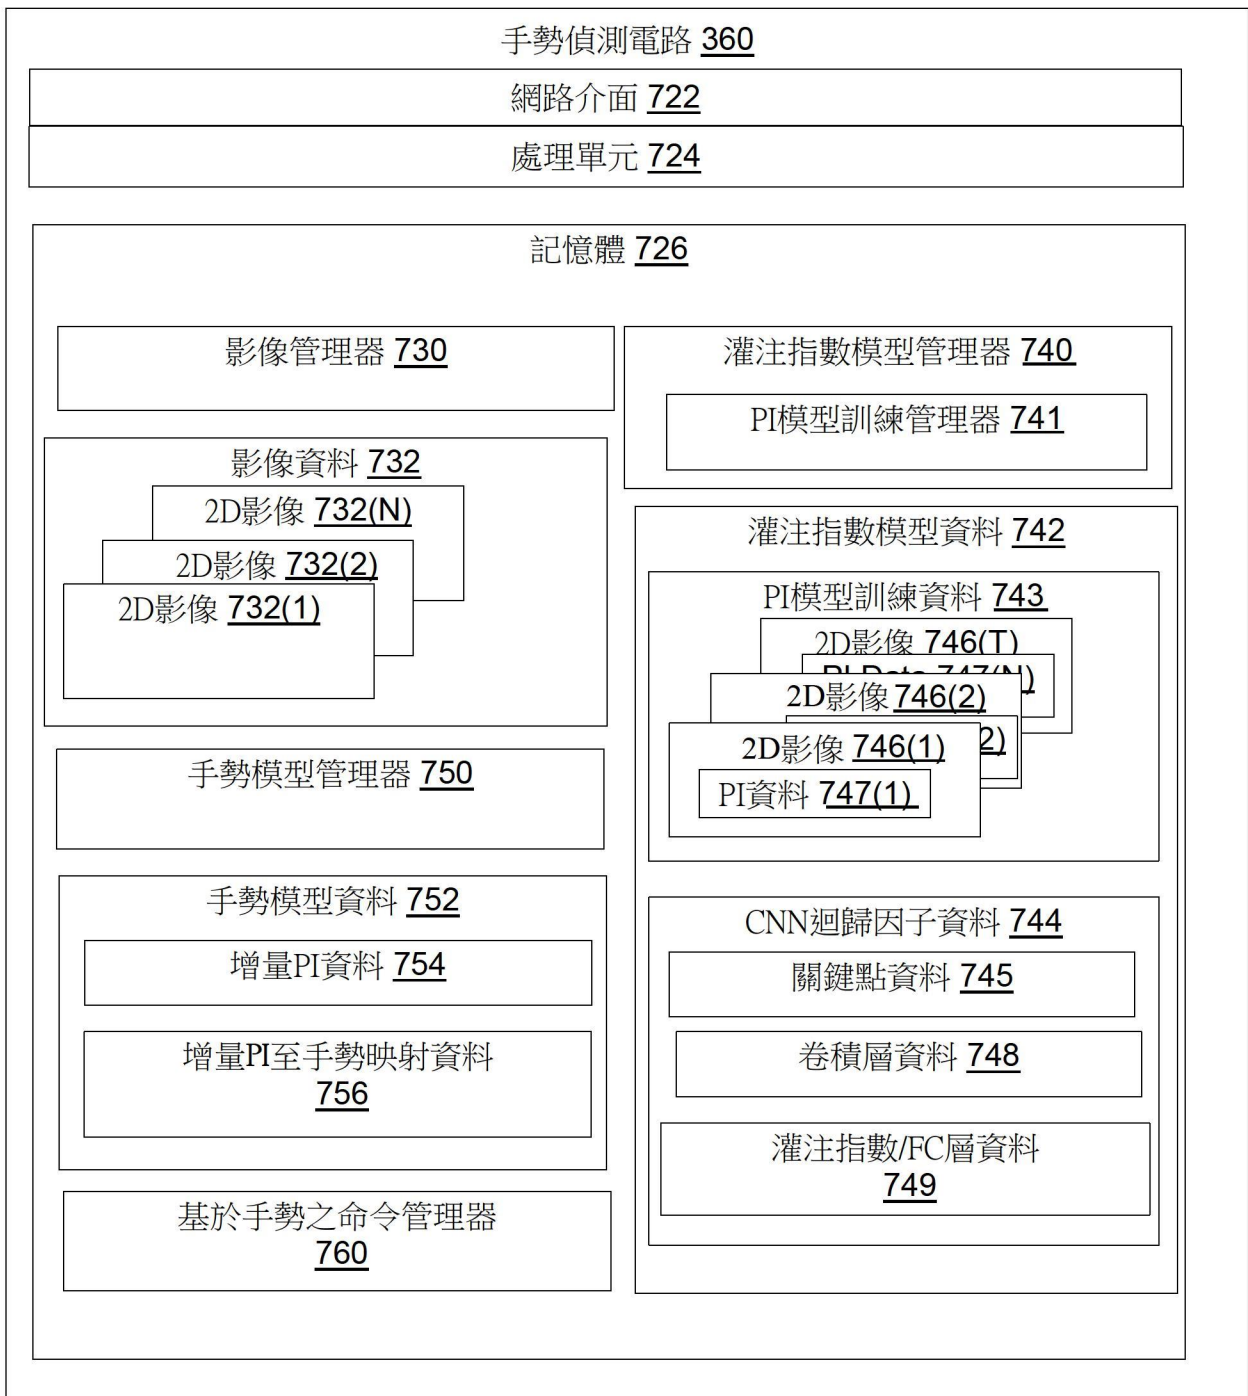 手勢偵測電路 360
網路介面 722
處理單元 724
記憶體 726
影像管理器 730
影像資料 732
2D影像 732(N)
2D影像 732(2)
2D影像 732(1)
手勢模型管理器 750
手勢模型資料 752
增量PI資料 754
增量PI至手勢映射資料
756
基於手勢之命令管理器
760
灌注指數模型管理器 740
PI模型訓練管理器 741
灌注指數模型資料 742
PI模型訓練資料 743
2D影像 746(T)
PI Data 747(N)
2D影像 746(2)
2)
2D影像 746(1)
PI資料 747(1)
CNN迴歸因子資料 744
關鍵點資料 745
卷積層資料 748
灌注指數/FC層資料
749